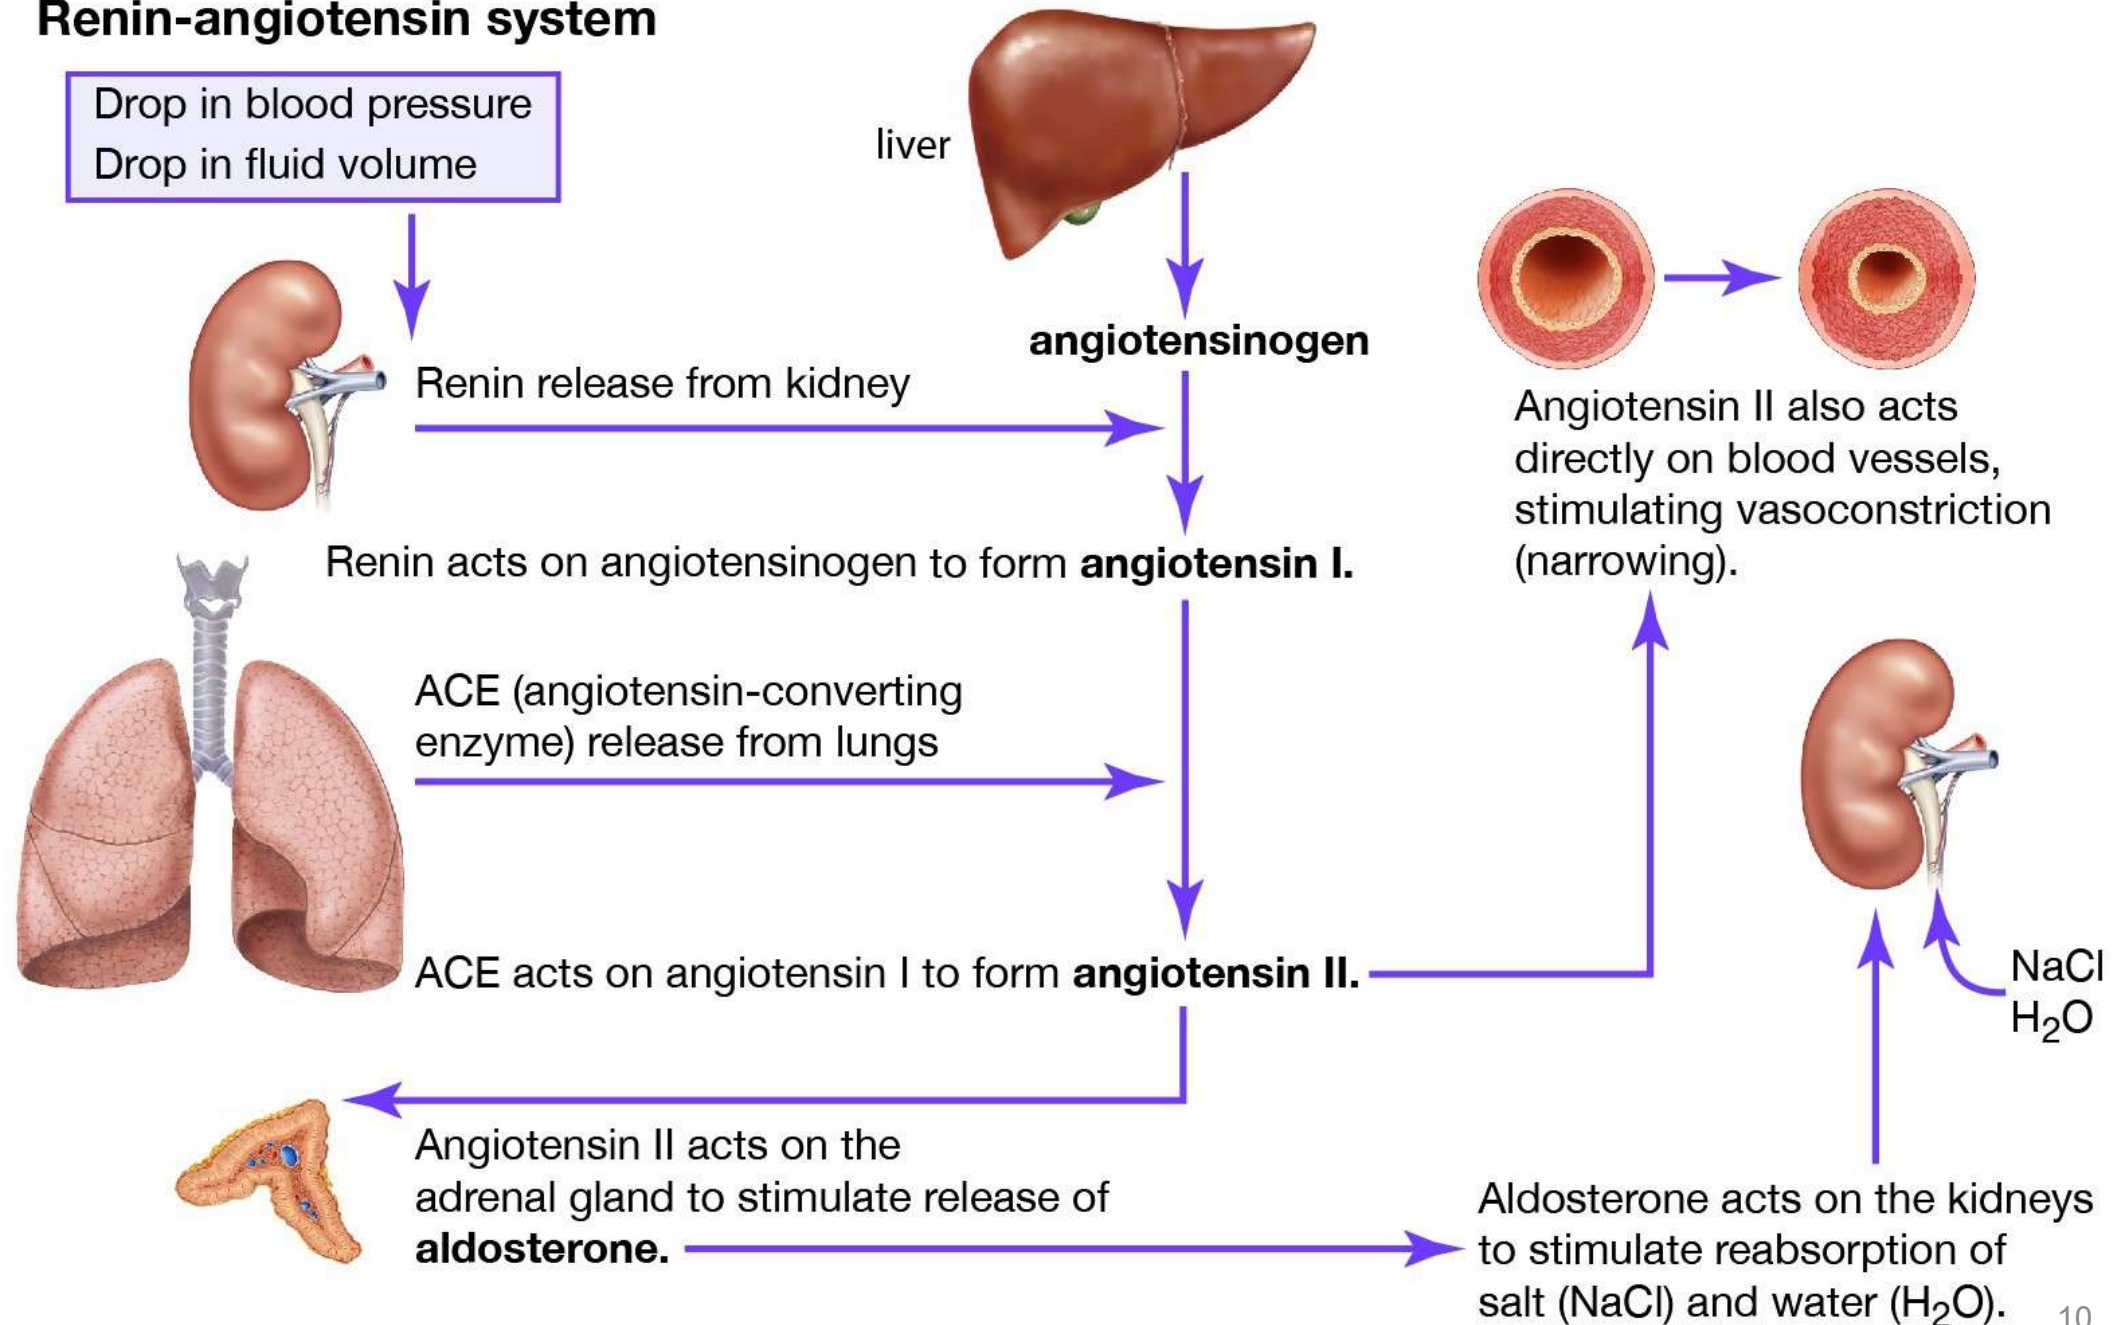 Renin-angiotensin system
Drop in blood pressure
Drop in fluid volume
liver
angiotensinogen
Renin release from kidney
Renin acts on angiotensinogen to form angiotensin I.
ACE (angiotensin-converting
enzyme) release from lungs
ACE acts on angiotensin I to form angiotensin II.
Angiotensin II also acts
directly on blood vessels,
stimulating vasoconstriction
(narrowing).
NaCl
H₂O
Angiotensin II acts on the
adrenal gland to stimulate release of
aldosterone.
Aldosterone acts on the kidneys
to stimulate reabsorption of
salt (NaCl) and water (H₂O).
10